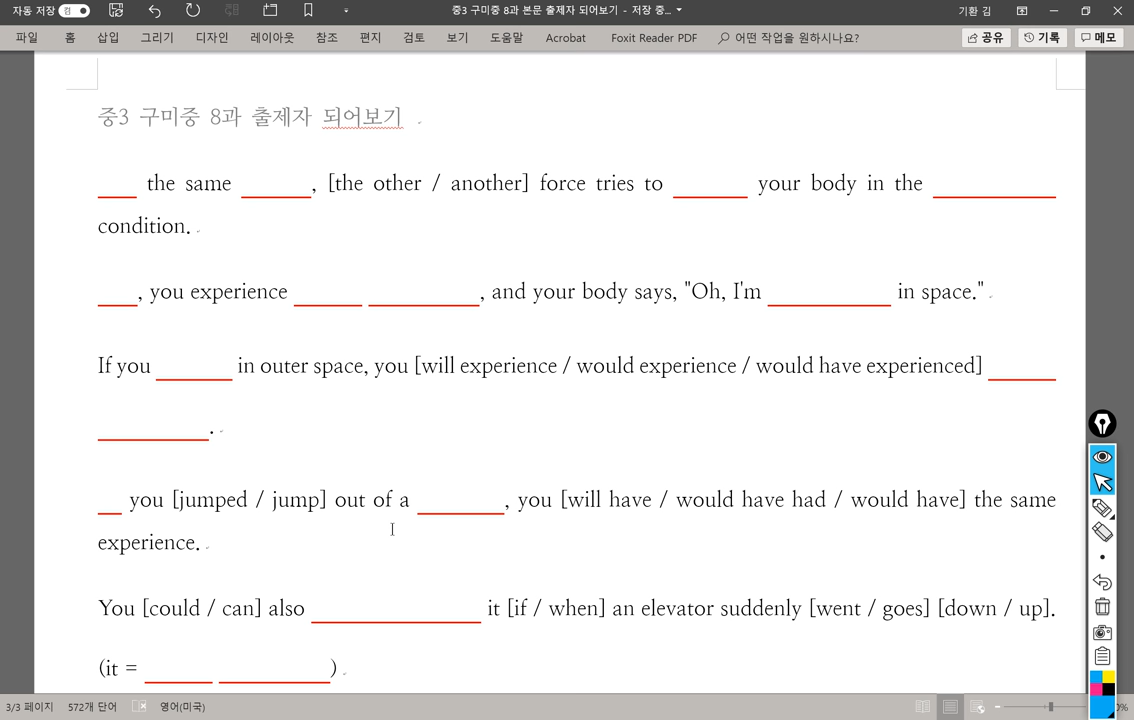 자동 저장 끔 중3 구미중 8과 본문 출제자 되어보기 - 저장 중... 기환 김
파일 홈 삽입 그리기 디자인 레이아웃 참조 편지 검토 보기 도움말 Acrobat Foxit Reader PDF 어떤 작업을 원하시나요? 공유 기록 메모
중3 구미중 8과 출제자 되어보기
____ the same ______, [the other / another] force tries to ______ your body in the __________
condition.
____, you experience ______ _________, and your body says, "Oh, I'm __________ in space."
If you ______ in outer space, you [will experience / would experience / would have experienced] ______
_________.
__ you [jumped / jump] out of a _______, you [will have / would have had / would have] the same
experience.
You [could / can] also ______________ it [if / when] an elevator suddenly [went / goes] [down / up].
(it = ______ _________)
3/3 페이지 572개 단어 영어(미국)